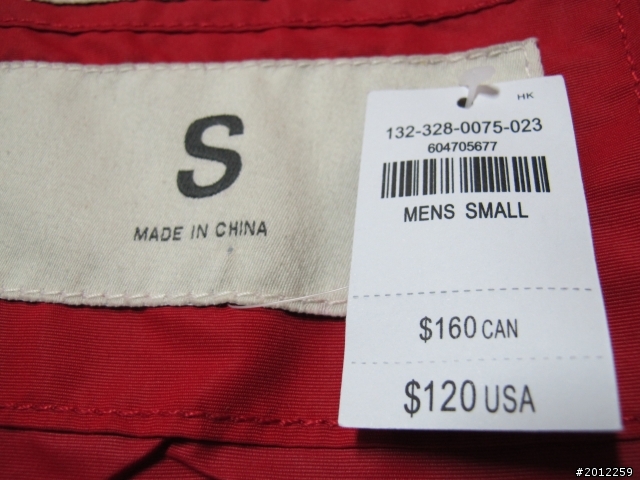 S
MADE IN CHINA
HK
132-328-0075-023
604705677
MENS SMALL
$160 CAN
$120 USA
#2012259